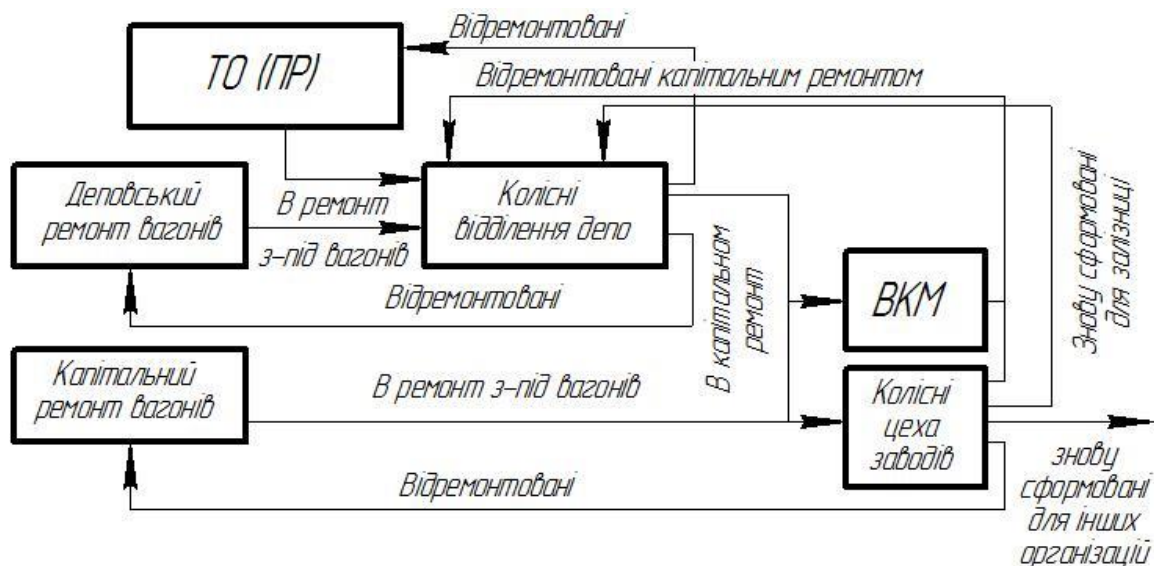 Відремонтовані
ТО (ПР)
Відремонтовані капітальним ремонтом
Деповський
ремонт вагонів
В ремонт
з-під вагонів
Колісні
відділення депо
Відремонтовані
В капітальном
ремонт
ВКМ
Знову сформовані
для залізниці
Капітальний
ремонт вагонів
В ремонт з-під вагонів
Колісні
цеха
заводів
Відремонтовані
знову
сформовані
для інших
організацій